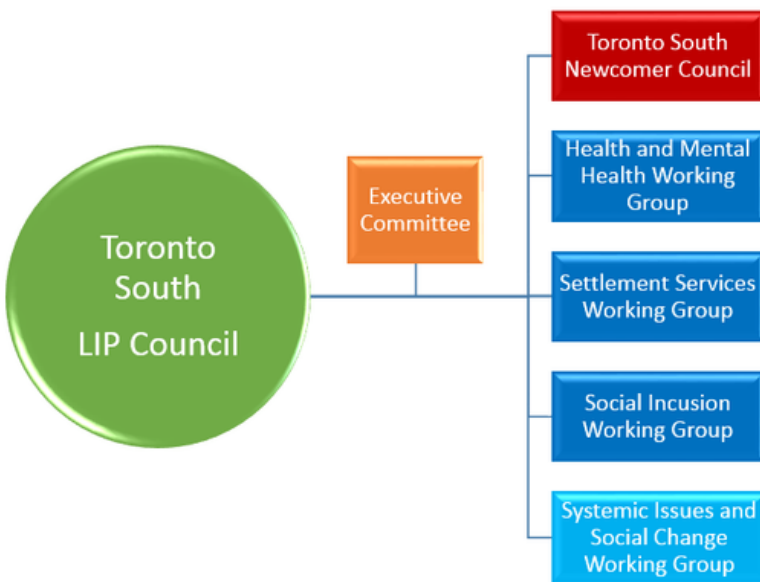 Toronto
South
LIP Council
Executive
Committee
Toronto South
Newcomer Council
Health and Mental
Health Working
Group
Settlement Services
Working Group
Social Incusion
Working Group
Systemic Issues and
Social Change
Working Group